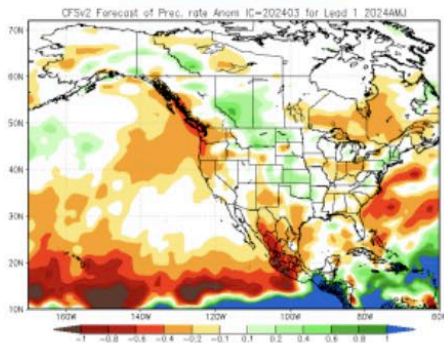 CFSv2 Forecast of Prec. rate Anom IC=202403 for Lead 1 2024AMJ
70N
60N
50N
40N
30N
20N
10N
160W 140W 120W 100W 80W 60W
-1 -0.8 -0.6 -0.4 -0.2 -0.1 0.1 0.2 0.4 0.6 0.8 1